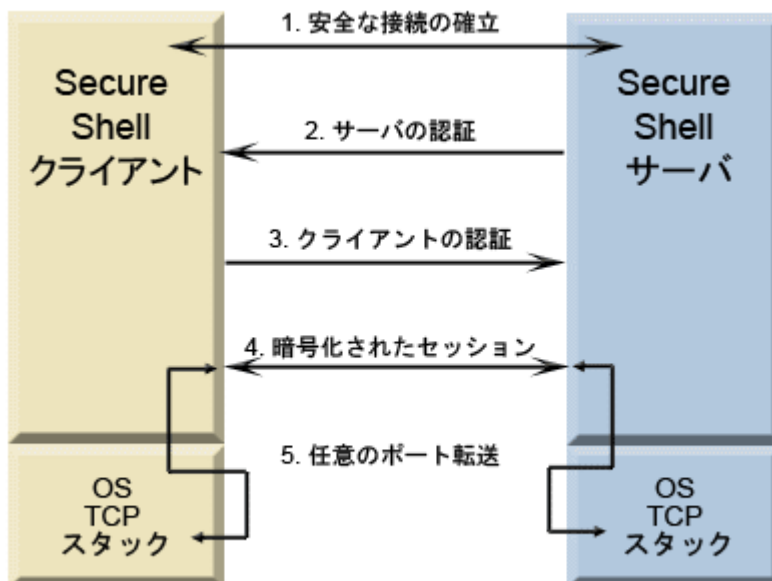 1. 安全な接続の確立
Secure
Shell
クライアント
Secure
Shell
サーバ
2. サーバの認証
3. クライアントの認証
4. 暗号化されたセッション
5. 任意のポート転送
OS
TCP
スタック
OS
TCP
スタック